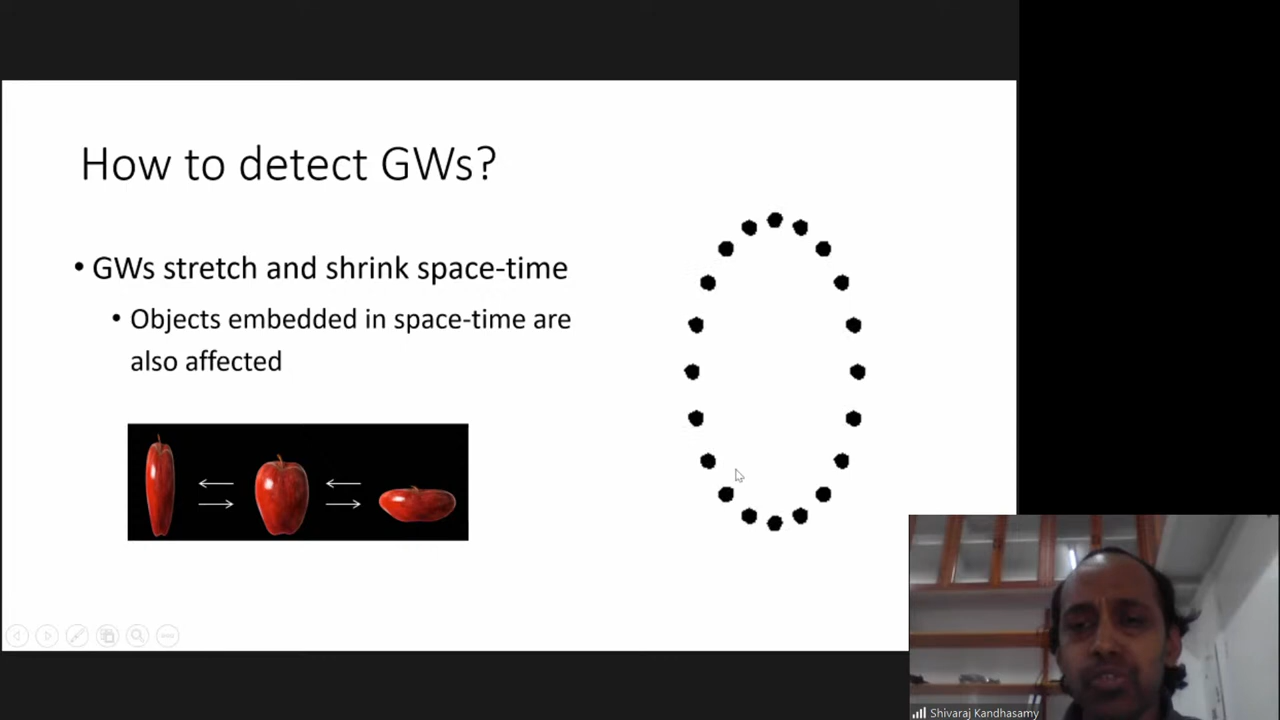 How to detect GWs?
• GWs stretch and shrink space-time
• Objects embedded in space-time are
also affected
Shivaraj Kandhasamy